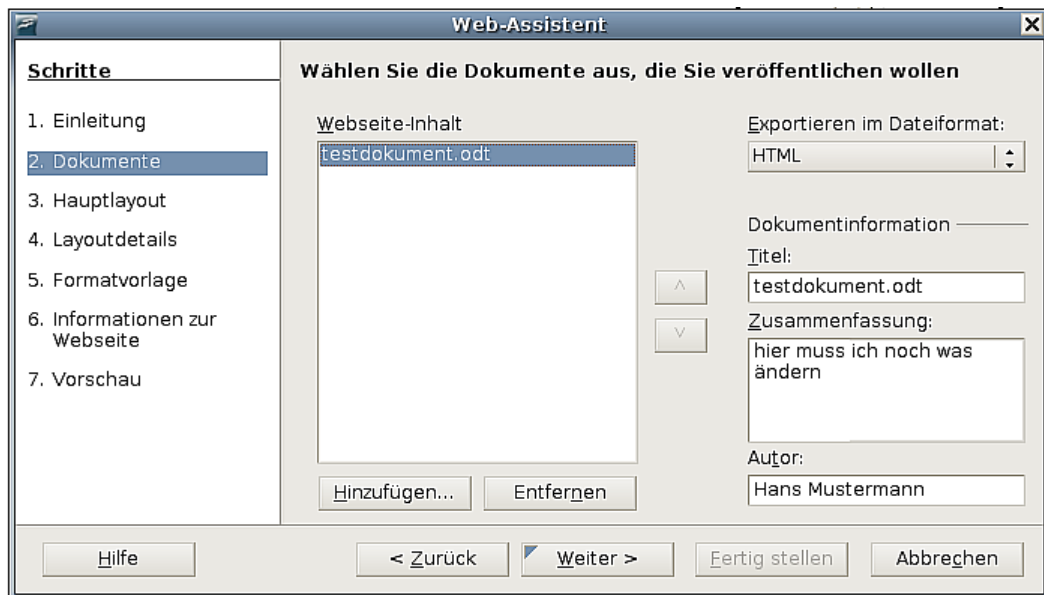 Web-Assistent
Schritte
1. Einleitung
2. Dokumente
3. Hauptlayout
4. Layoutdetails
5. Formatvorlage
6. Informationen zur
Webseite
7. Vorschau
Wählen Sie die Dokumente aus, die Sie veröffentlichen wollen
Webseite-Inhalt
testdokument.odt
Hinzufügen...
Entfernen
Exportieren im Dateiformat:
HTML
Dokumentinformation
Titel:
testdokument.odt
Zusammenfassung:
hier muss ich noch was
ändern
Autor:
Hans Mustermann
Hilfe
< Zurück
Weiter >
Fertig stellen
Abbrechen